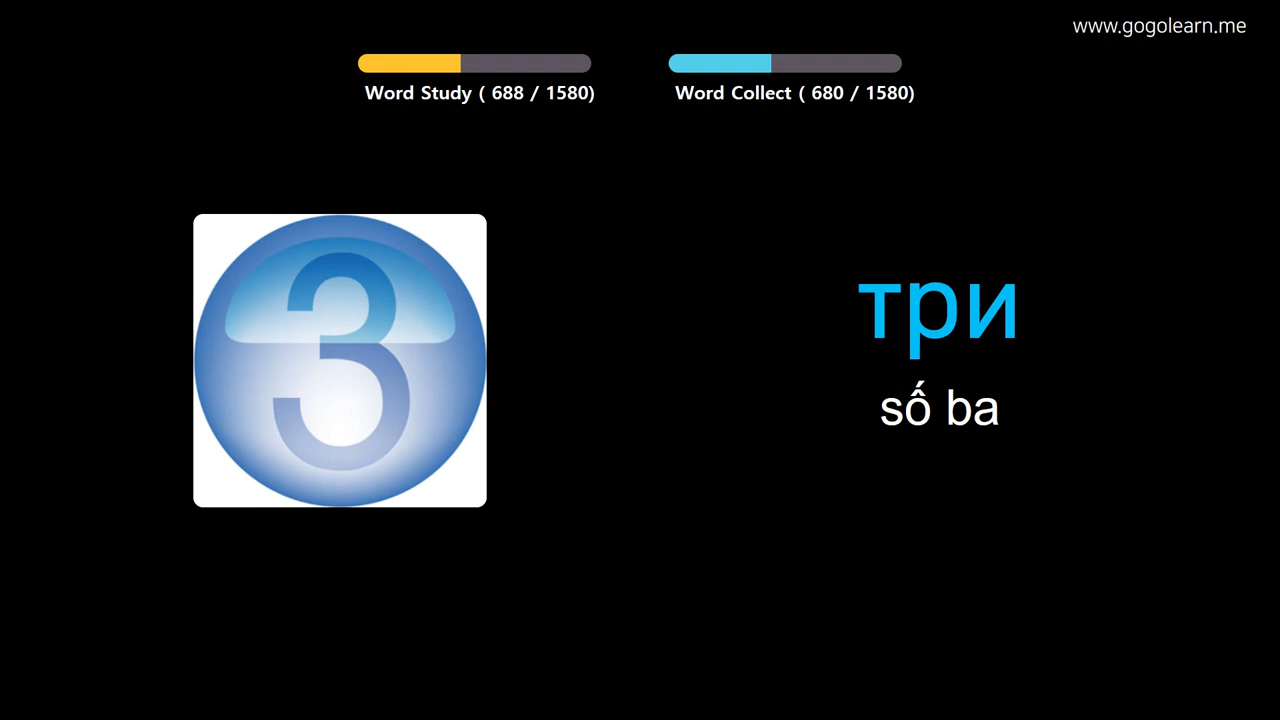 www.gogolearn.me
Word Study ( 688 / 1580)
Word Collect ( 680 / 1580)
3
три
số ba